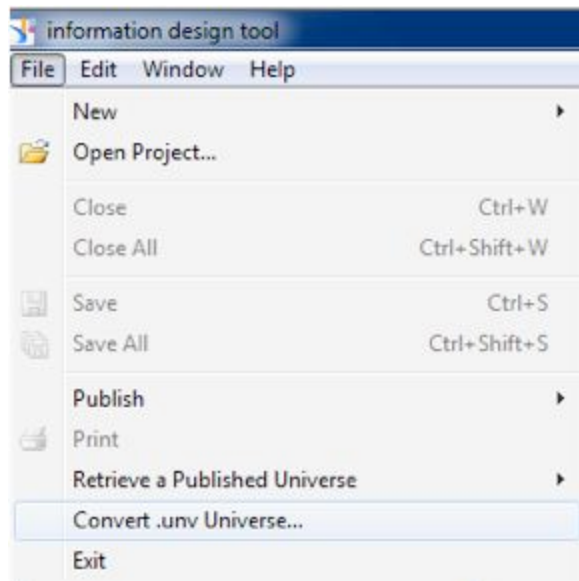 information design tool
File Edit Window Help
New
Open Project...
Close Ctrl+W
Close All Ctrl+Shift+W
Save Ctrl+S
Save All Ctrl+Shift+S
Publish
Print
Retrieve a Published Universe
Convert .unv Universe...
Exit